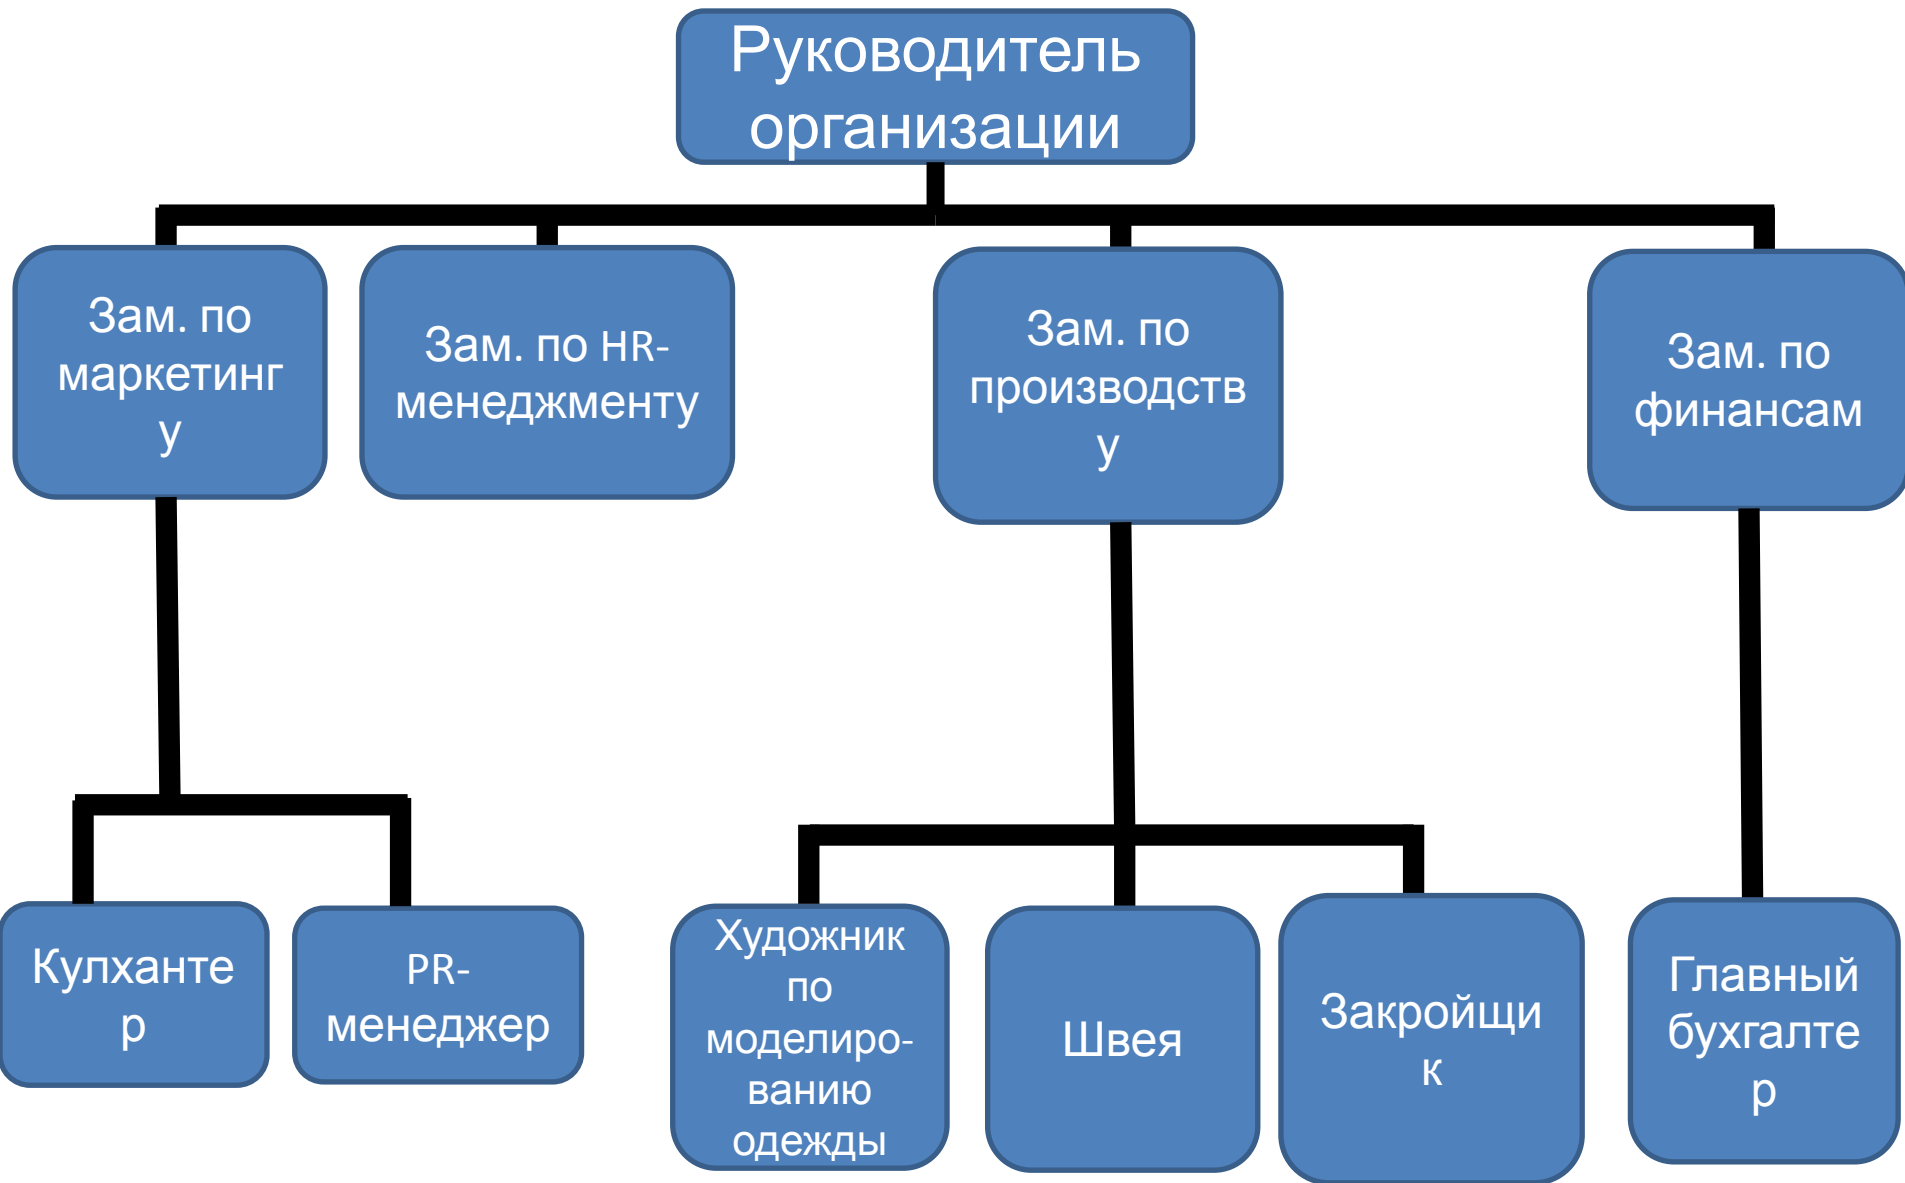 Руководитель
организации
Зам. по
маркетинг
у
Зам. по HR-
менеджменту
Зам. по
производств
у
Зам. по
финансам
Кулханте
р
PR-
менеджер
Художник
по
моделиро-
ванию
одежды
Швея
Закройщи
к
Главный
бухгалте
р